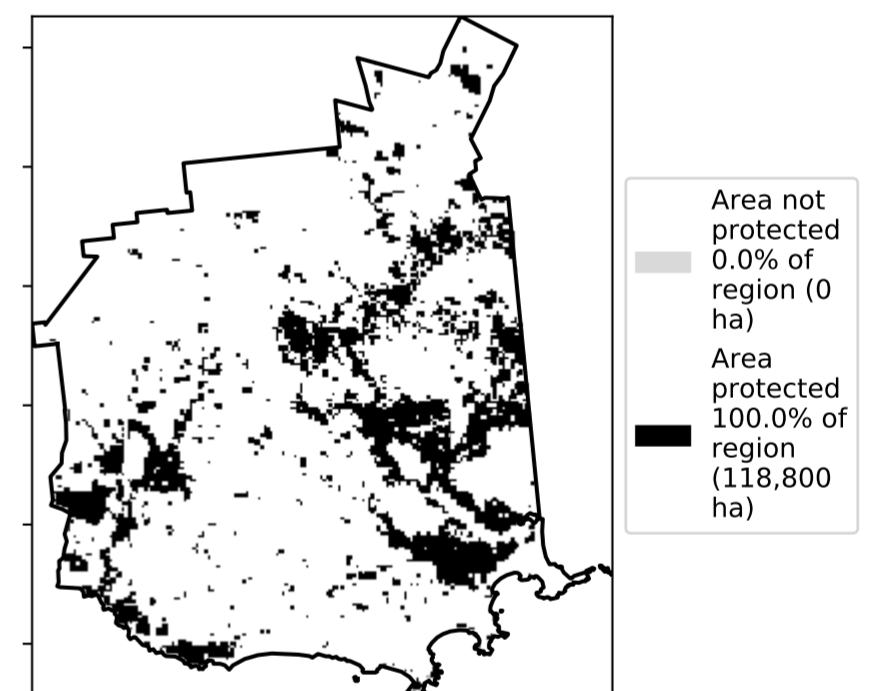 Area not
protected
0.0% of
region (0
ha)
Area
protected
100.0% of
region
(118,800
ha)